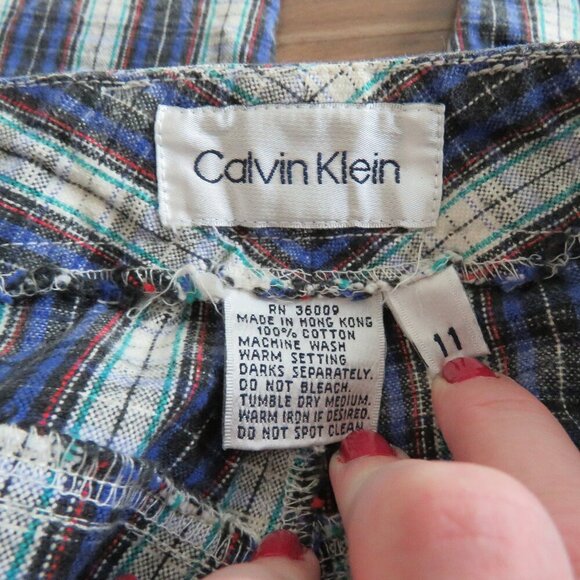 Calvin Klein
RN 36009
MADE IN HONG KONG
100% COTTON
MACHINE WASH
WARM SETTING
DARKS SEPARATELY.
DO NOT BLEACH.
TUMBLE DRY MEDIUM.
WARM IRON IF DESIRED.
DO NOT SPOT CLEAN.
11